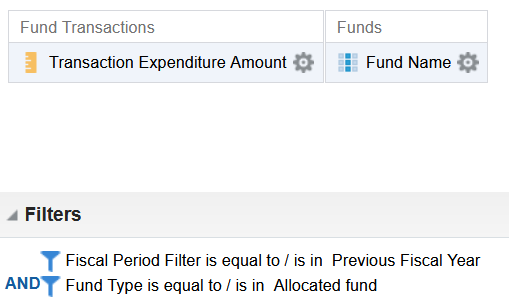 Fund Transactions Funds
Transaction Expenditure Amount Fund Name
Filters
Fiscal Period Filter is equal to / is in Previous Fiscal Year
AND Fund Type is equal to / is in Allocated fund